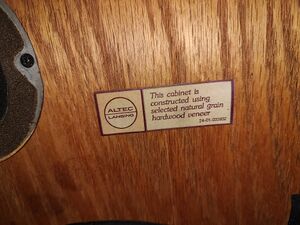 ALTEC
LANSING
This cabinet is
constructed using
selected natural grain
hardwood veneer